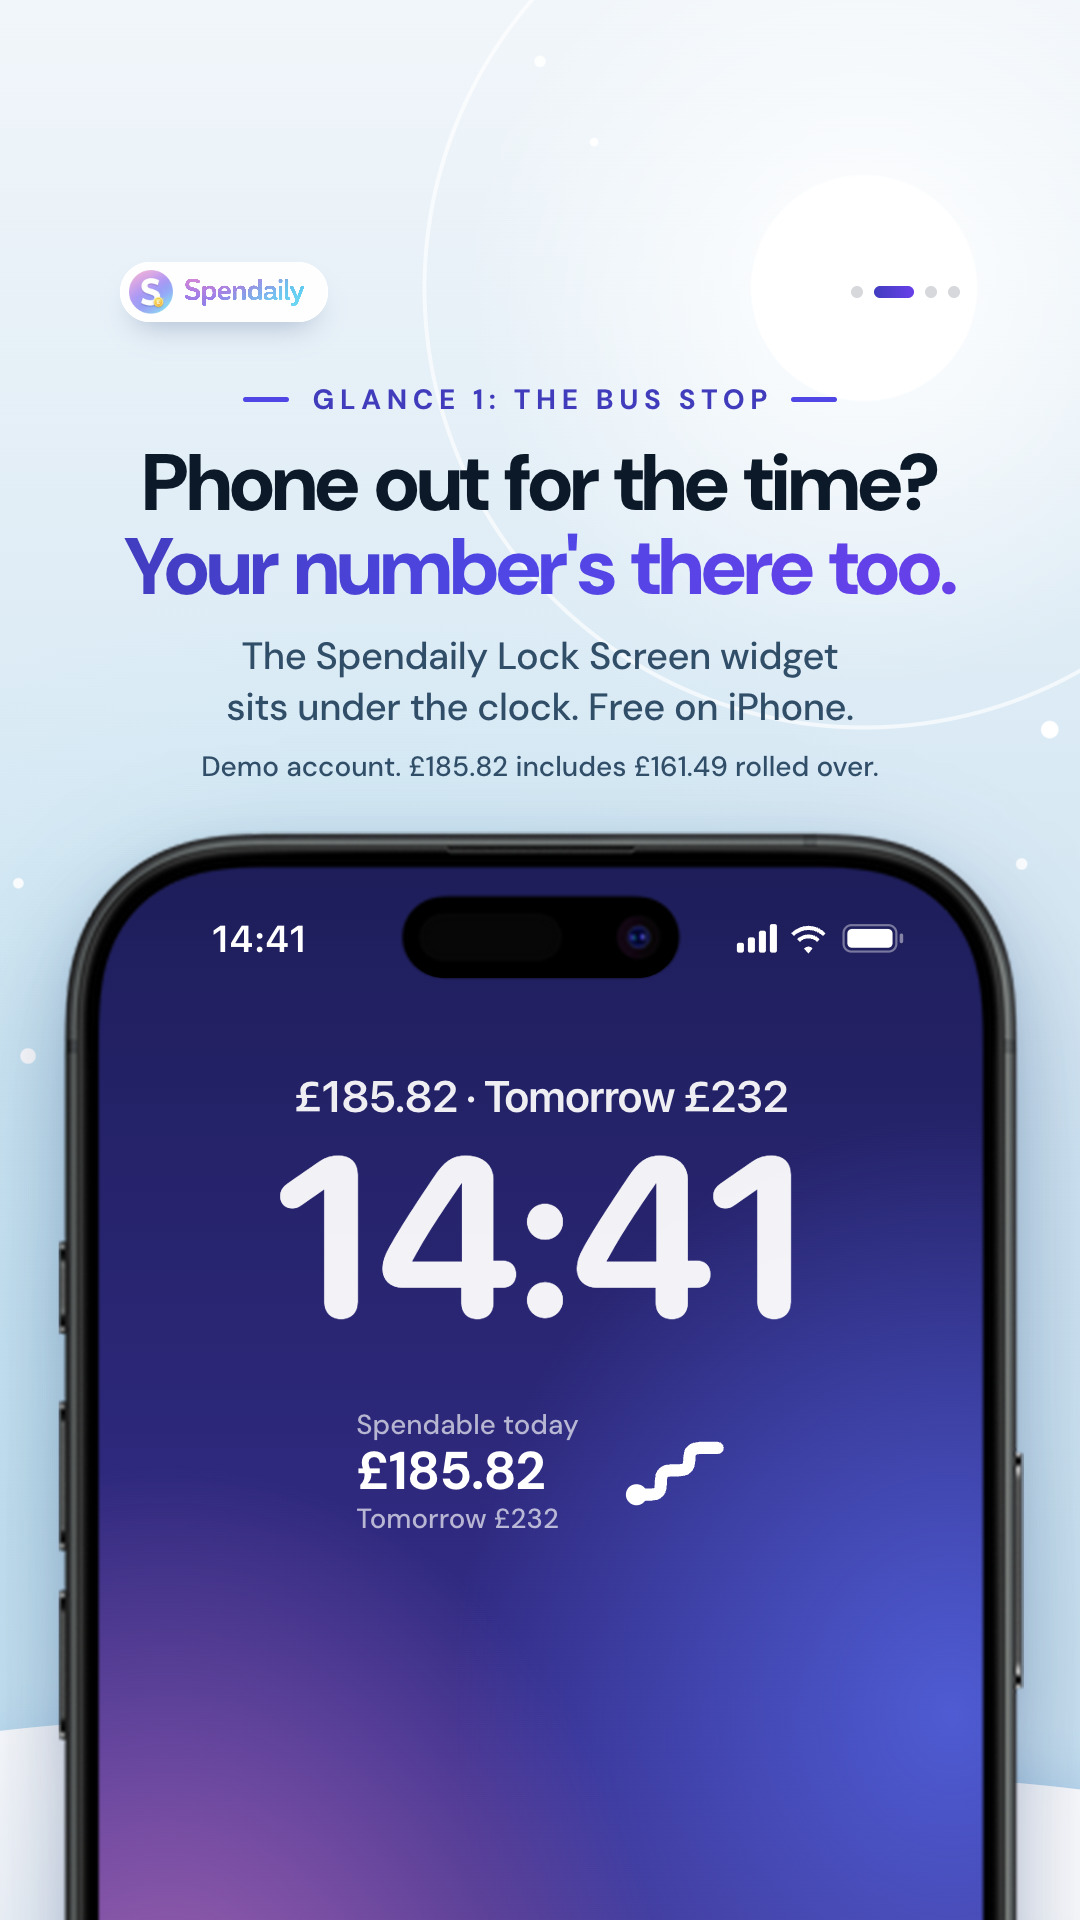 Spendaily
GLANCE 1: THE BUS STOP
Phone out for the time?
Your number's there too.
The Spendaily Lock Screen widget
sits under the clock. Free on iPhone.
Demo account. £185.82 includes £161.49 rolled over.
14:41
£185.82 · Tomorrow £232
14:41
Spendable today
£185.82
Tomorrow £232